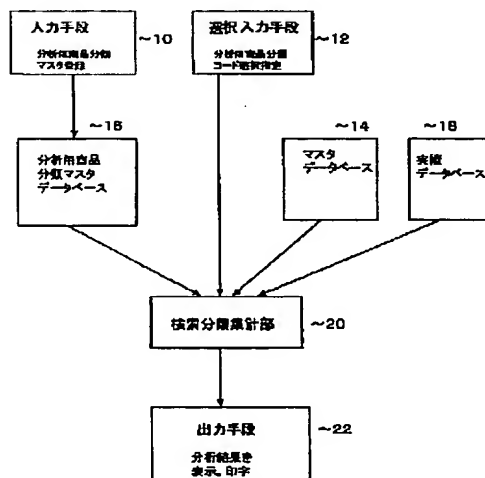 入力手段
分析用商品分類
マスタ登録
~10
選択入力手段
分析用商品分類
コード選択指定
~12
~16
分析用商品
分類マスタ
データベース
~14
マスタ
データベース
~18
実績
データベース
検索分類集計部
~20
出力手段
分析結果を
表示、印字
~22